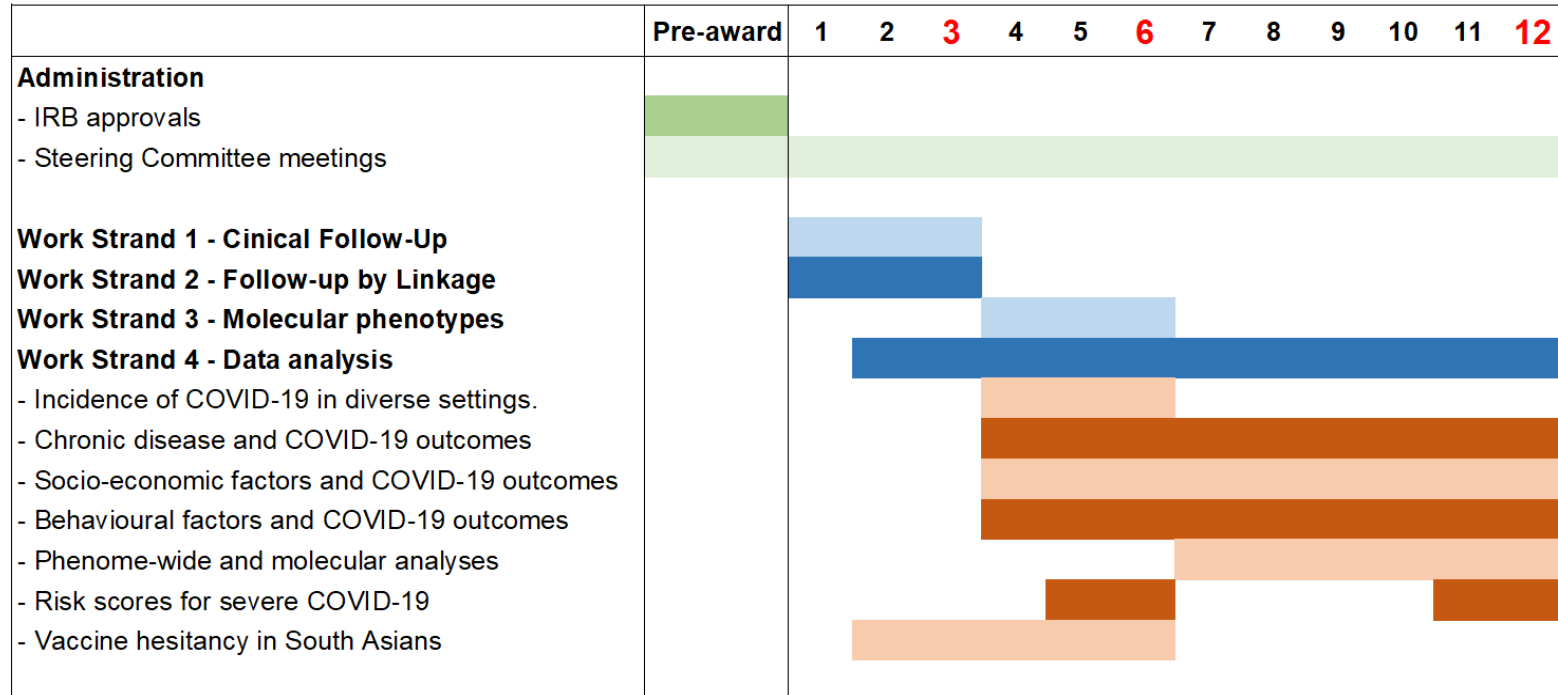 Pre-award 1 2 3 4 5 6 7 8 9 10 11 12
Administration
- IRB approvals
- Steering Committee meetings
Work Strand 1 - Cinical Follow-Up
Work Strand 2 - Follow-up by Linkage
Work Strand 3 - Molecular phenotypes
Work Strand 4 - Data analysis
- Incidence of COVID-19 in diverse settings.
- Chronic disease and COVID-19 outcomes
- Socio-economic factors and COVID-19 outcomes
- Behavioural factors and COVID-19 outcomes
- Phenome-wide and molecular analyses
- Risk scores for severe COVID-19
- Vaccine hesitancy in South Asians